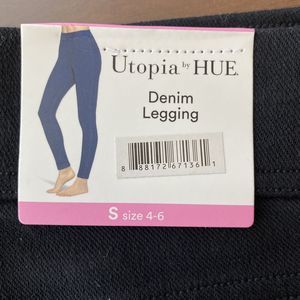 Utopia by HUE
Denim
Legging
8 88172 67136 1
S size 4-6